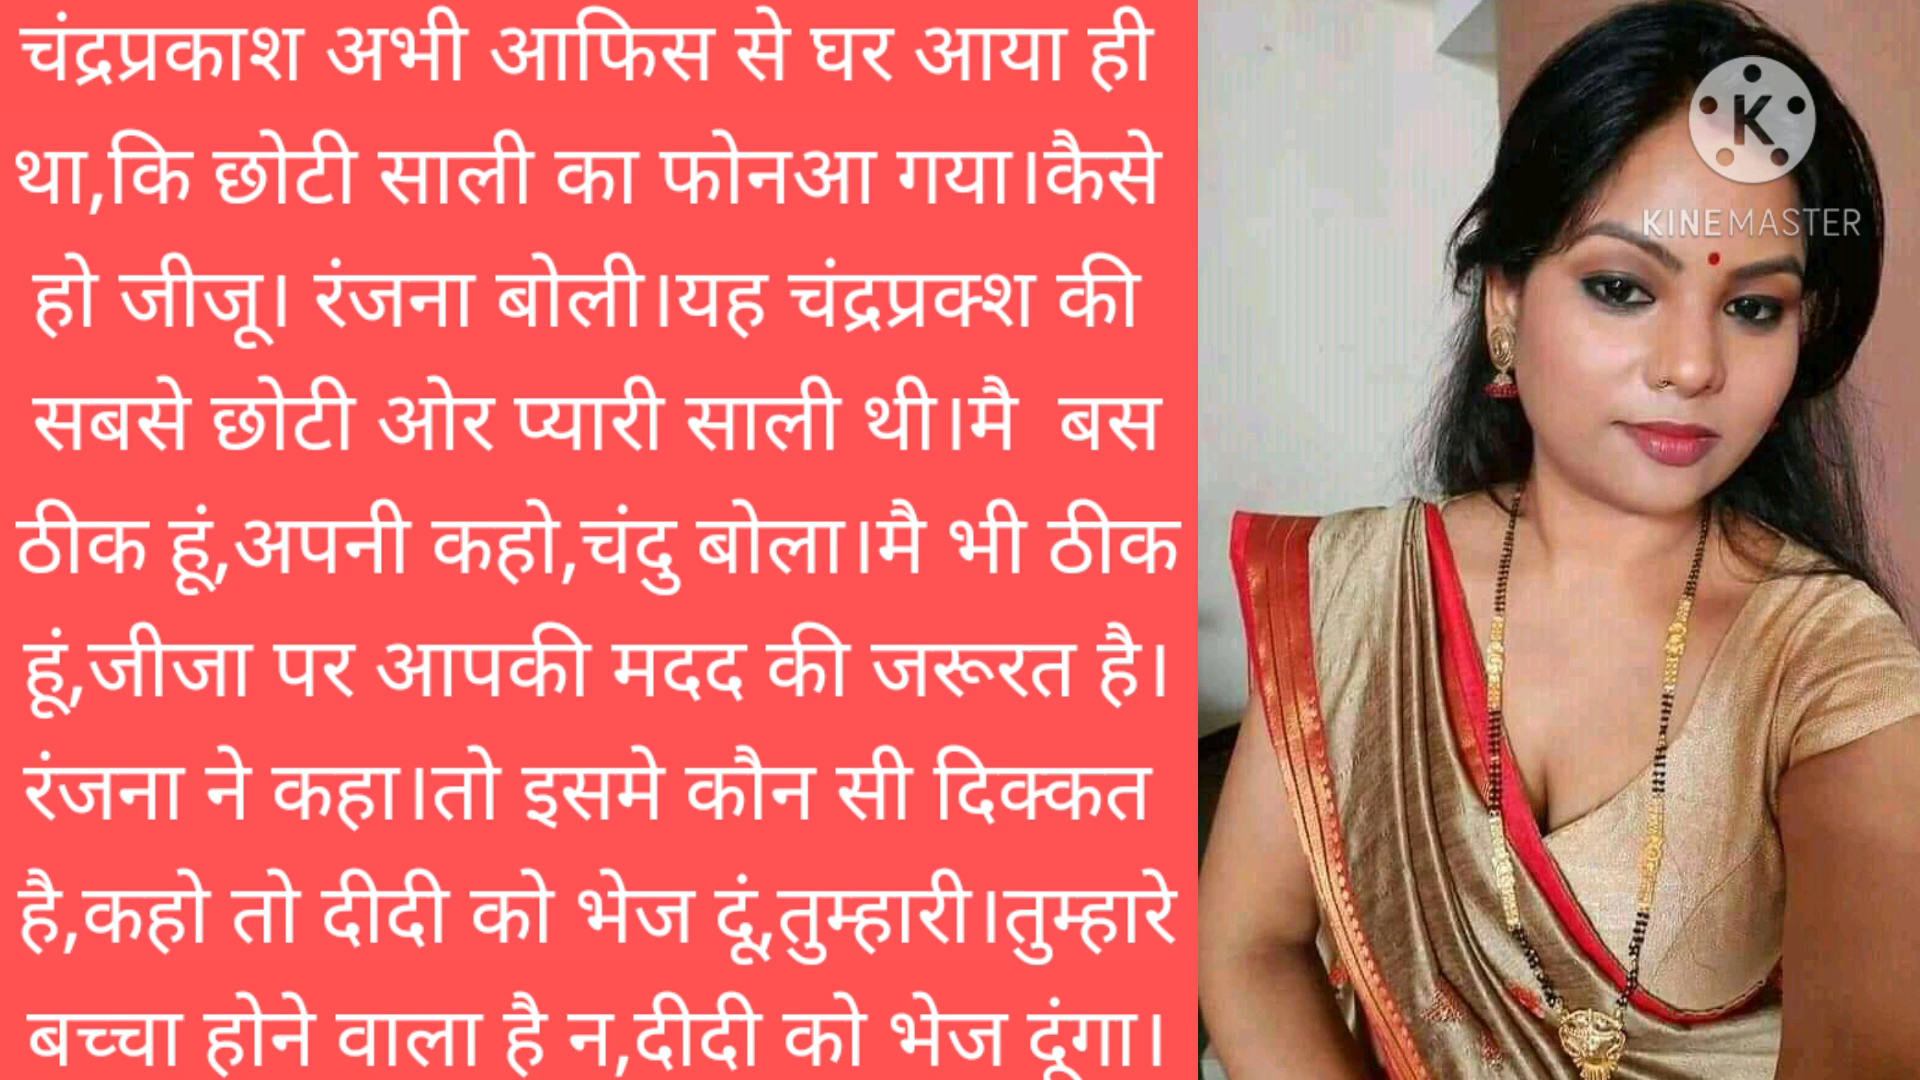 चंद्रप्रकाश अभी आफिस से घर आया ही
था,कि छोटी साली का फोनआ गया।कैसे
हो जीजू। रंजना बोली।यह चंद्रप्रक्श की
सबसे छोटी ओर प्यारी साली थी।मै बस
ठीक हूं,अपनी कहो,चंदु बोला।मै भी ठीक
हूं,जीजा पर आपकी मदद की जरूरत है।
रंजना ने कहा।तो इसमे कौन सी दिक्कत
है,कहो तो दीदी को भेज दूं,तुम्हारी।तुम्हारे
बच्चा होने वाला है न,दीदी को भेज दूंगा।
K
KINEMASTER